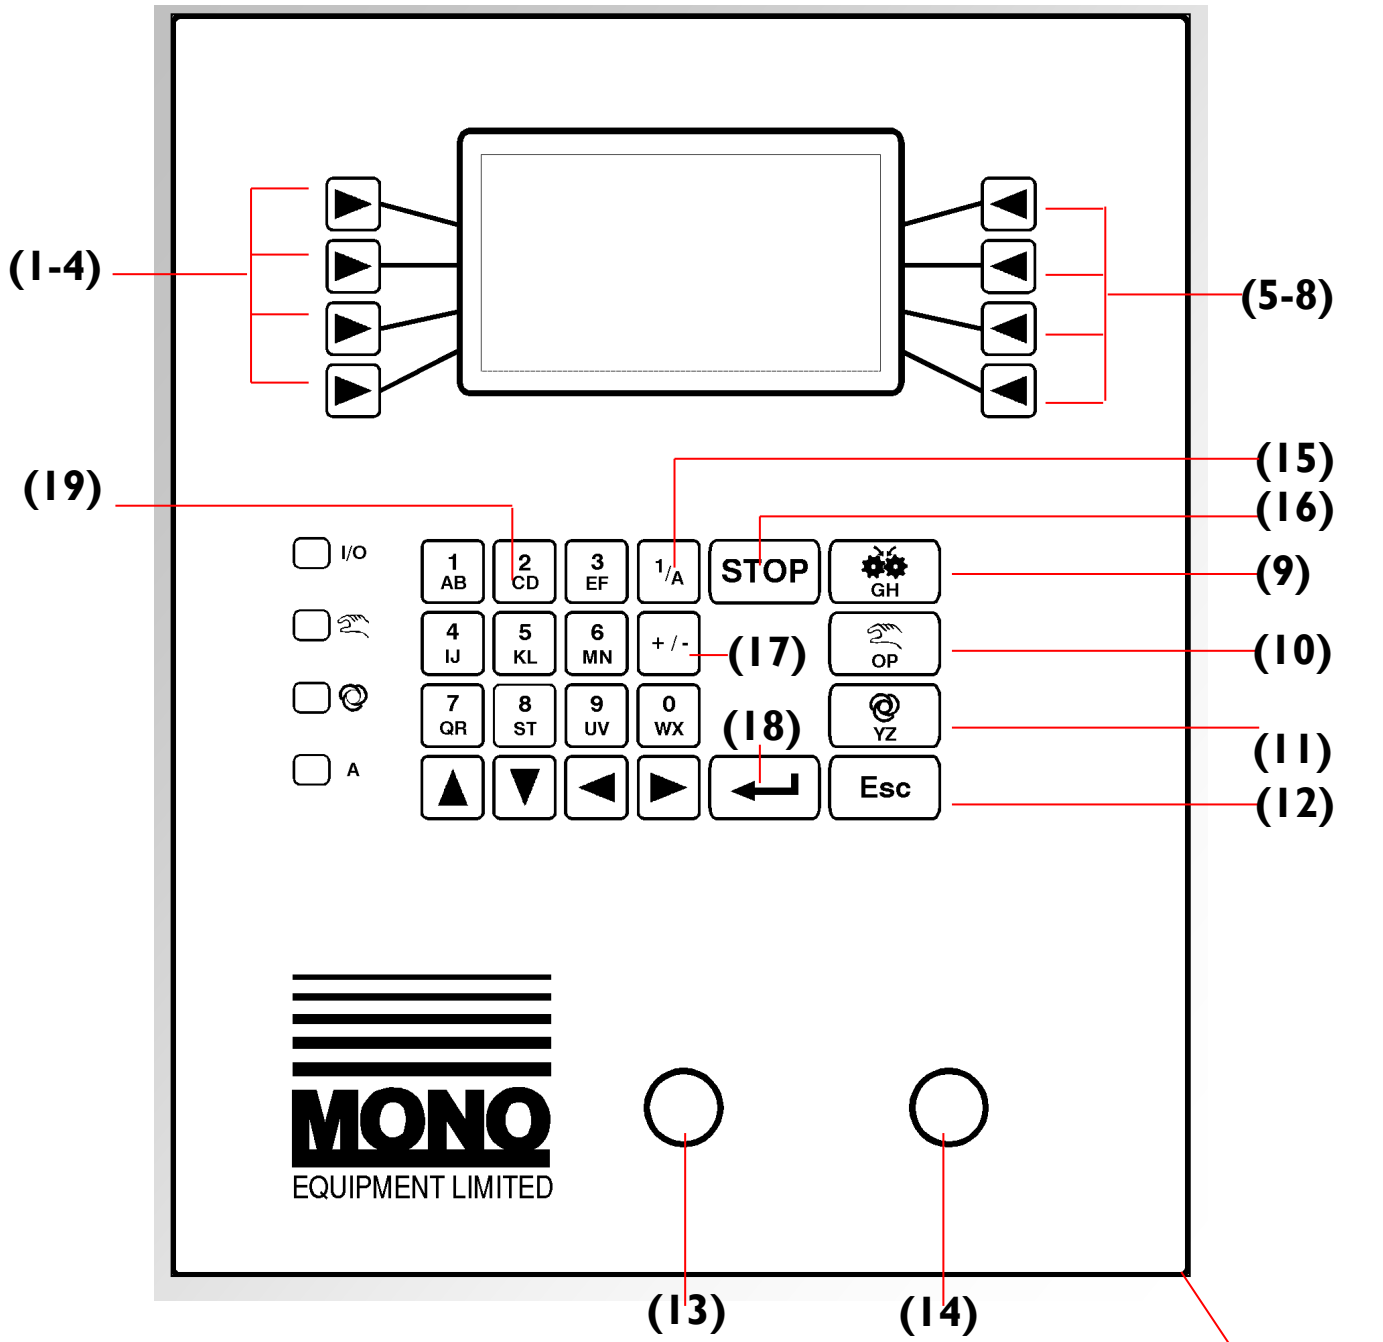 (1-4)
(5-8)
(15)
(19)
(16)
I/O
1
AB
2
CD
3
EF
1/A
STOP
GH
(9)
4
IJ
5
KL
6
MN
+ / -
(17)
OP
(10)
7
QR
8
ST
9
UV
0
WX
(18)
YZ
(11)
A
Esc
(12)
MONO
EQUIPMENT LIMITED
(13)
(14)